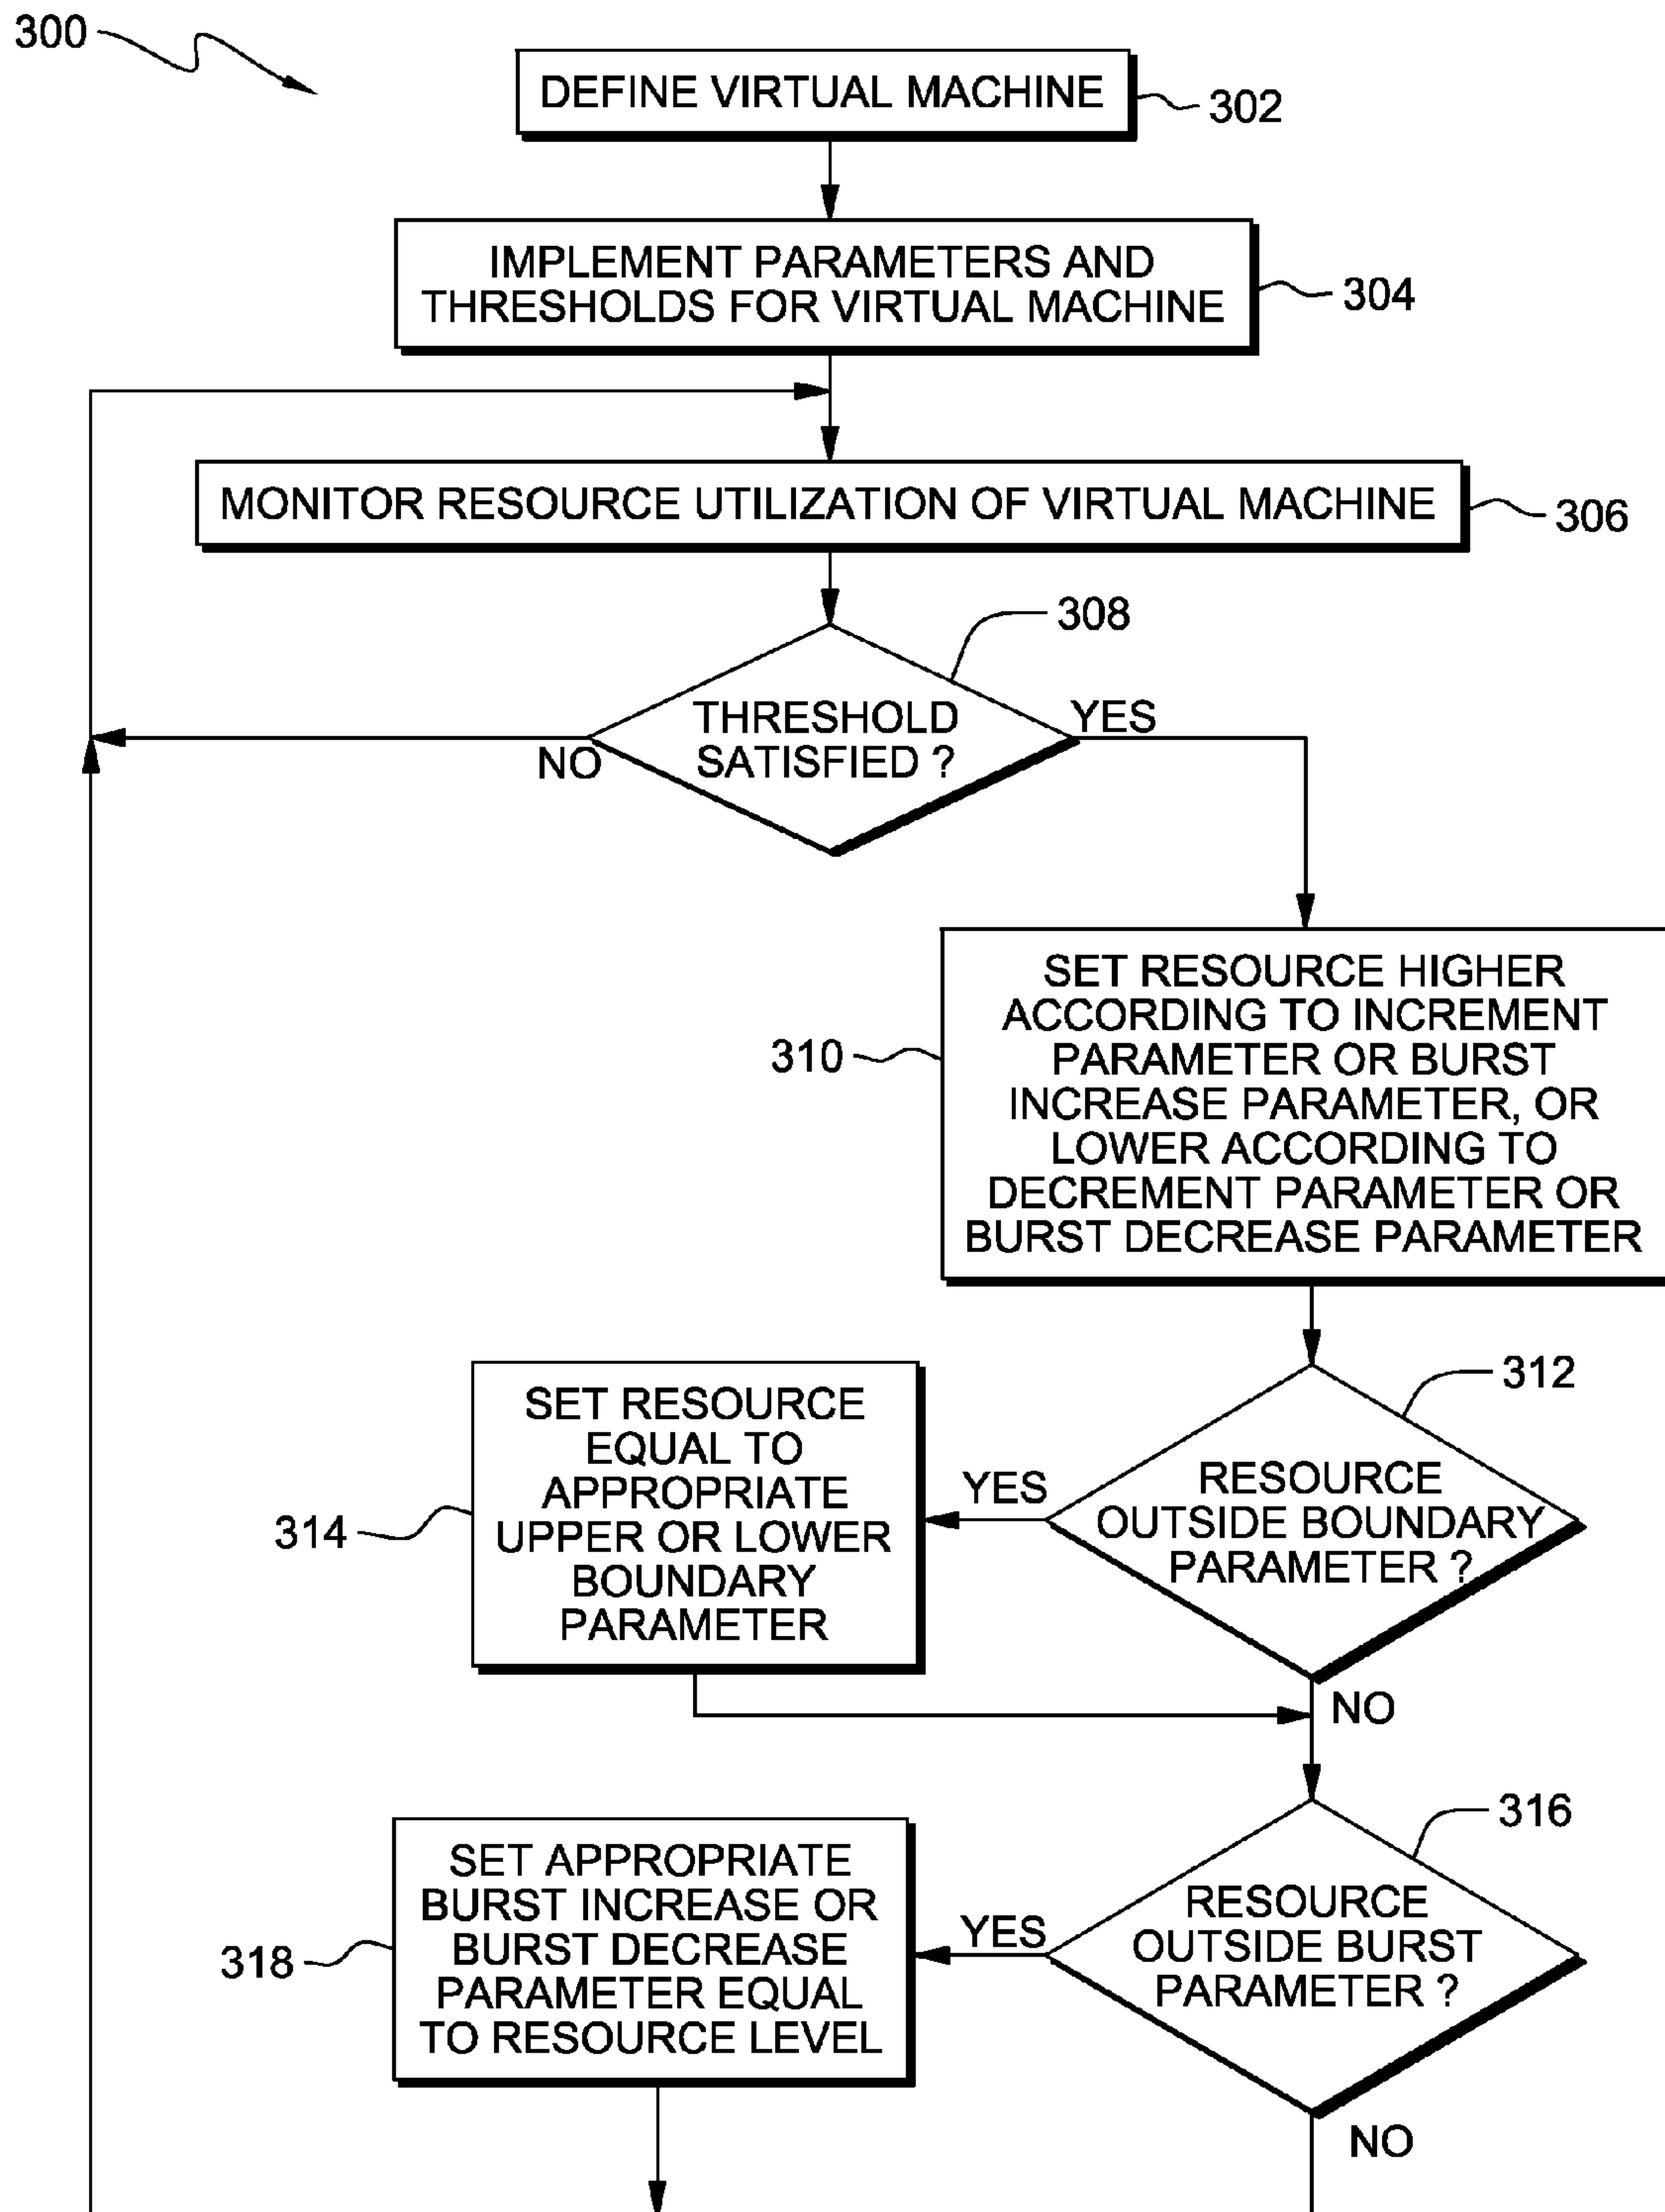 300
DEFINE VIRTUAL MACHINE
302
IMPLEMENT PARAMETERS AND
THRESHOLDS FOR VIRTUAL MACHINE
304
MONITOR RESOURCE UTILIZATION OF VIRTUAL MACHINE
306
308
THRESHOLD
SATISFIED ?
YES
NO
SET RESOURCE HIGHER
ACCORDING TO INCREMENT
PARAMETER OR BURST
INCREASE PARAMETER, OR
LOWER ACCORDING TO
DECREMENT PARAMETER OR
BURST DECREASE PARAMETER
310
312
RESOURCE
OUTSIDE BOUNDARY
PARAMETER ?
YES
NO
SET RESOURCE
EQUAL TO
APPROPRIATE
UPPER OR LOWER
BOUNDARY
PARAMETER
314
316
RESOURCE
OUTSIDE BURST
PARAMETER ?
YES
NO
SET APPROPRIATE
BURST INCREASE OR
BURST DECREASE
PARAMETER EQUAL
TO RESOURCE LEVEL
318